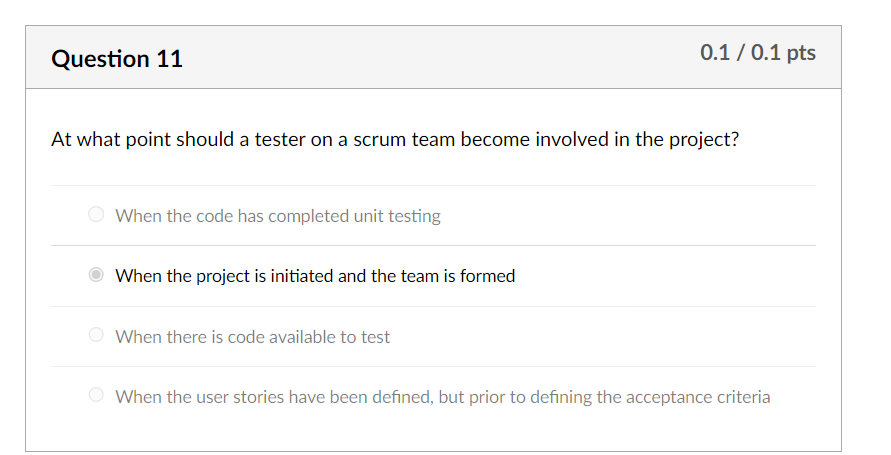 Question 11
0.1 / 0.1 pts
At what point should a tester on a scrum team become involved in the project?
When the code has completed unit testing
When the project is initiated and the team is formed
When there is code available to test
When the user stories have been defined, but prior to defining the acceptance criteria